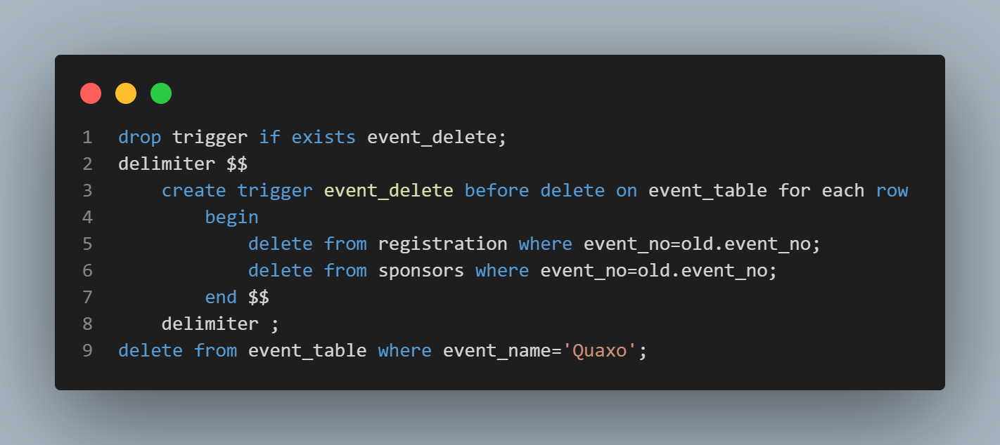 1 drop trigger if exists event_delete;
2 delimiter $$
3     create trigger event_delete before delete on event_table for each row
4         begin
5             delete from registration where event_no=old.event_no;
6             delete from sponsors where event_no=old.event_no;
7         end $$
8     delimiter ;
9 delete from event_table where event_name='Quaxo';